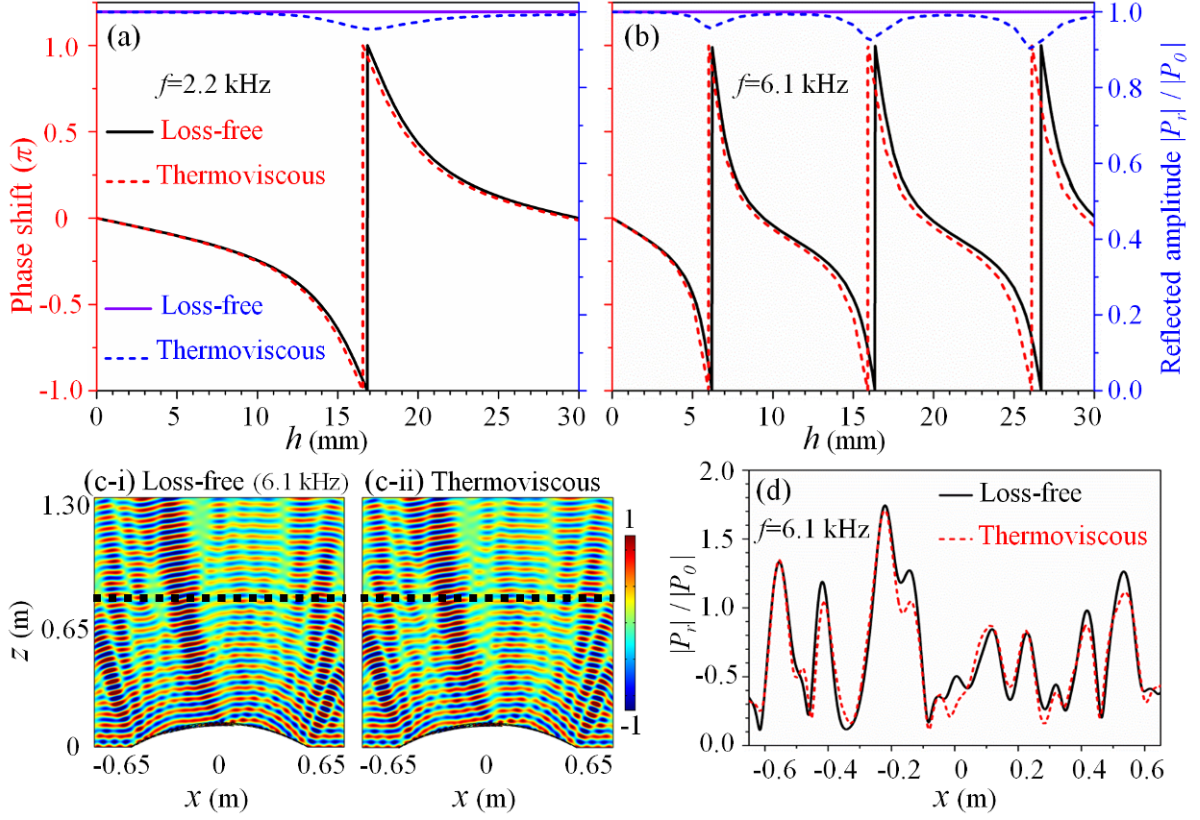 (a)
f=2.2 kHz
Loss-free
Thermoviscous
Loss-free
Thermoviscous
Phase shift (π)
1.0
0.5
0
-0.5
-1.0
0 5 10 15 20 25 30
h (mm)
(b)
f=6.1 kHz
1.0
0.8
0.6
0.4
0.2
0.0
Reflected amplitude |Pr| / |P0|
0 5 10 15 20 25 30
h (mm)
(c-i) Loss-free (6.1 kHz)
(c-ii) Thermoviscous
1.30
0.65
0
z (m)
-0.65 0 0.65
x (m)
-0.65 0 0.65
x (m)
1
-1
(d)
f=6.1 kHz
Loss-free
Thermoviscous
2.0
1.5
1.0
-0.5
0.0
|Pr| / |P0|
-0.6 -0.4 -0.2 0 0.2 0.4 0.6
x (m)